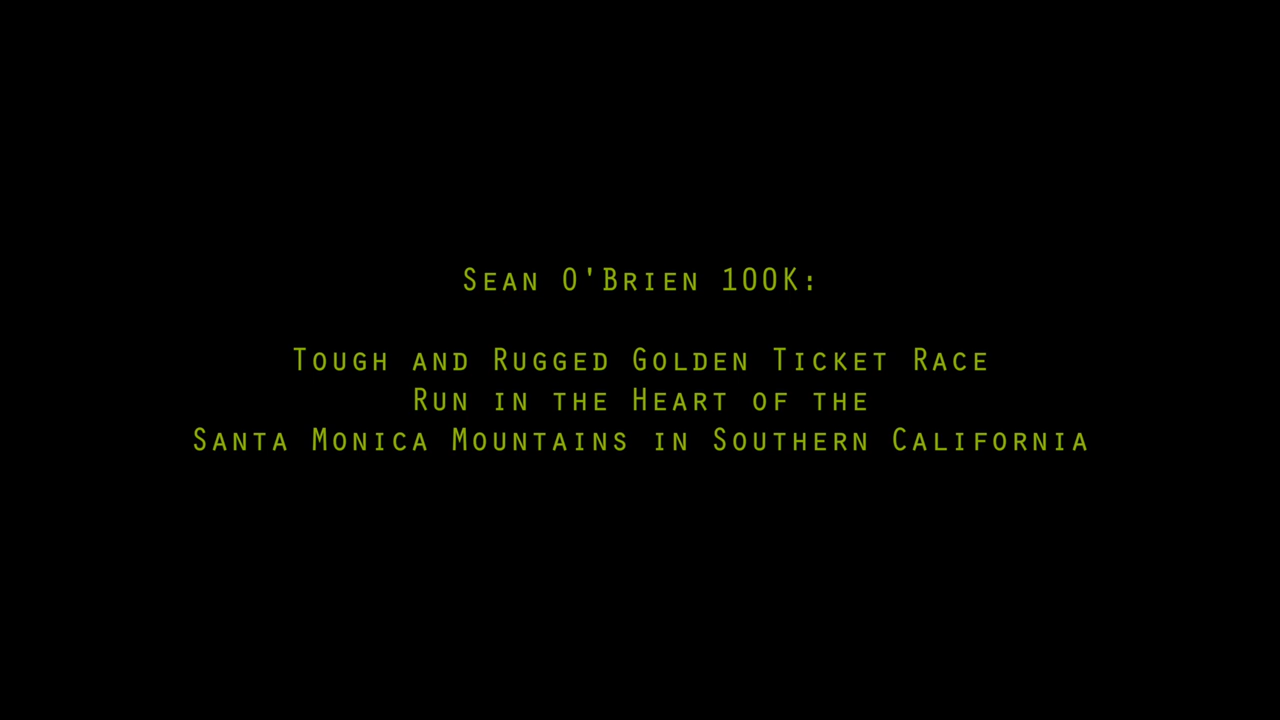 Sean O'Brien 100K:
Tough and Rugged Golden Ticket Race
Run in the Heart of the
Santa Monica Mountains in Southern California